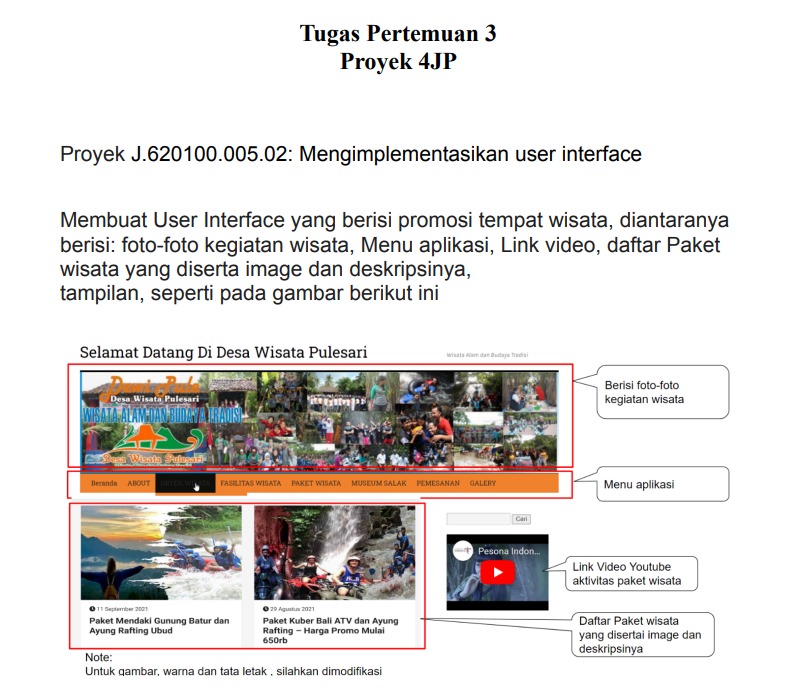 Tugas Pertemuan 3
Proyek 4JP
Proyek J.620100.005.02: Mengimplementasikan user interface
Membuat User Interface yang berisi promosi tempat wisata, diantaranya
berisi: foto-foto kegiatan wisata, Menu aplikasi, Link video, daftar Paket
wisata yang diserta image dan deskripsinya,
tampilan, seperti pada gambar berikut ini
Selamat Datang Di Desa Wisata Pulesari
Wisata Alam dan Budaya Tradisi
Berisi foto-foto
kegiatan wisata
Desa Wisata Pulesari
WISATA ALAM DAN BUDAYA TRADISI
Desa Wisata Pulesari
Menu aplikasi
Beranda ABOUT OBYEK WISATA FASILITAS WISATA PAKET WISATA MUSEUM SALAK PEMESANAN GALERY
Cari
Pesona Indon...
Link Video Youtube
aktivitas paket wisata
11 September 2021
Paket Mendaki Gunung Batur dan
Ayung Rafting Ubud
29 Agustus 2021
Paket Kuber Bali ATV dan Ayung
Rafting – Harga Promo Mulai
650rb
Daftar Paket wisata
yang disertai image dan
deskripsinya
Note:
Untuk gambar, warna dan tata letak , silahkan dimodifikasi